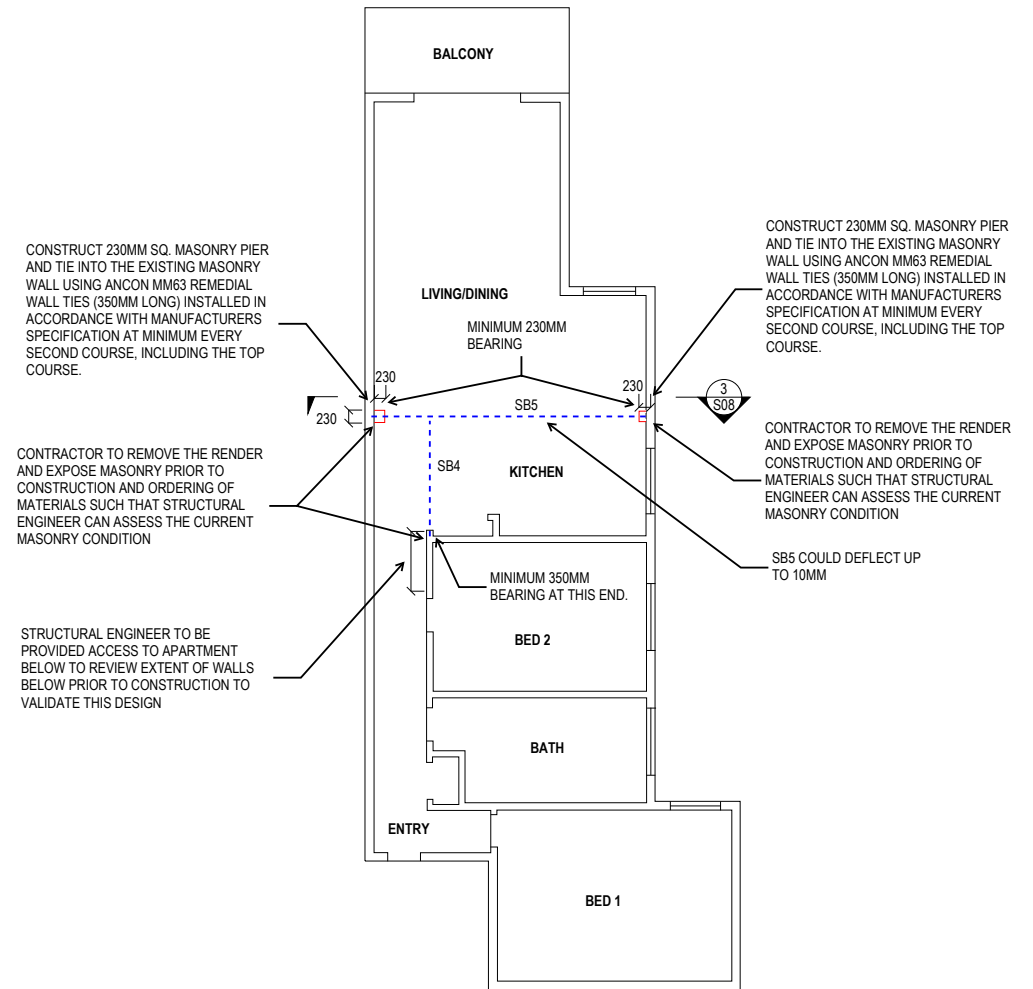 BALCONY
CONSTRUCT 230MM SQ. MASONRY PIER
AND TIE INTO THE EXISTING MASONRY
WALL USING ANCON MM63 REMEDIAL
WALL TIES (350MM LONG) INSTALLED IN
ACCORDANCE WITH MANUFACTURERS
SPECIFICATION AT MINIMUM EVERY
SECOND COURSE, INCLUDING THE TOP
COURSE.
CONSTRUCT 230MM SQ. MASONRY PIER
AND TIE INTO THE EXISTING MASONRY
WALL USING ANCON MM63 REMEDIAL
WALL TIES (350MM LONG) INSTALLED IN
ACCORDANCE WITH MANUFACTURERS
SPECIFICATION AT MINIMUM EVERY
SECOND COURSE, INCLUDING THE TOP
COURSE.
LIVING/DINING
MINIMUM 230MM
BEARING
230
230
230
SB5
3
S08
CONTRACTOR TO REMOVE THE RENDER
AND EXPOSE MASONRY PRIOR TO
CONSTRUCTION AND ORDERING OF
MATERIALS SUCH THAT STRUCTURAL
ENGINEER CAN ASSESS THE CURRENT
MASONRY CONDITION
SB4
KITCHEN
CONTRACTOR TO REMOVE THE RENDER
AND EXPOSE MASONRY PRIOR TO
CONSTRUCTION AND ORDERING OF
MATERIALS SUCH THAT STRUCTURAL
ENGINEER CAN ASSESS THE CURRENT
MASONRY CONDITION
SB5 COULD DEFLECT UP
TO 10MM
MINIMUM 350MM
BEARING AT THIS END.
STRUCTURAL ENGINEER TO BE
PROVIDED ACCESS TO APARTMENT
BELOW TO REVIEW EXTENT OF WALLS
BELOW PRIOR TO CONSTRUCTION TO
VALIDATE THIS DESIGN
BED 2
BATH
ENTRY
BED 1